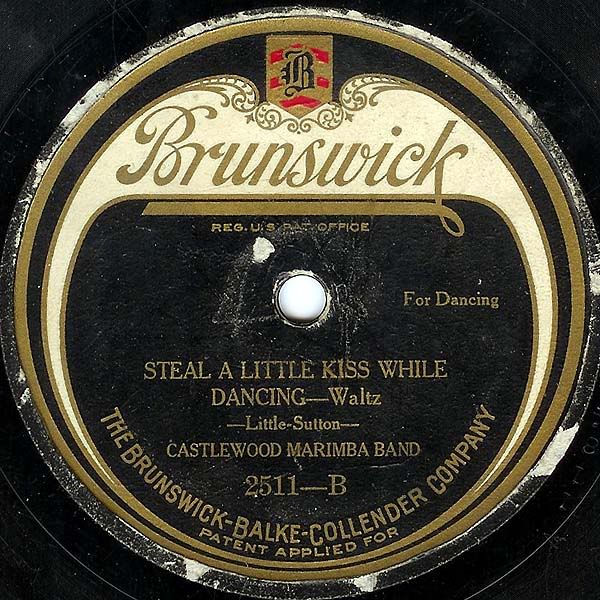 B
Brunswick
REG. U.S. PAT. OFFICE
For Dancing
STEAL A LITTLE KISS WHILE
DANCING—Waltz
—Little-Sutton—
CASTLEWOOD MARIMBA BAND
2511—B
THE BRUNSWICK-BALKE-COLLENDER COMPANY
PATENT APPLIED FOR